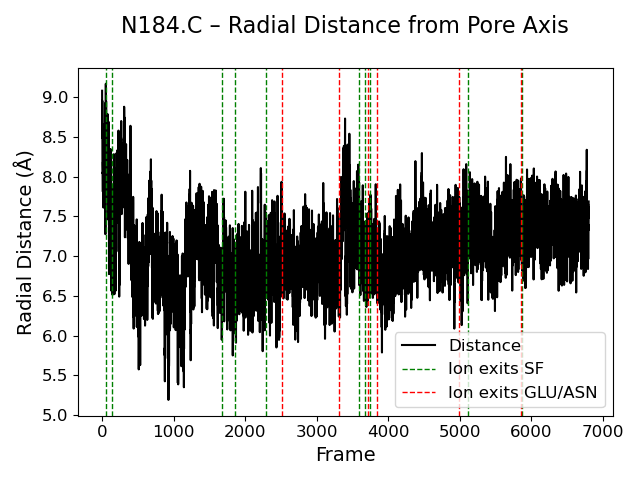 N184.C – Radial Distance from Pore Axis
Radial Distance (Å)
9.0
8.5
8.0
7.5
7.0
6.5
6.0
5.5
5.0
Distance
Ion exits SF
Ion exits GLU/ASN
0 1000 2000 3000 4000 5000 6000 7000
Frame